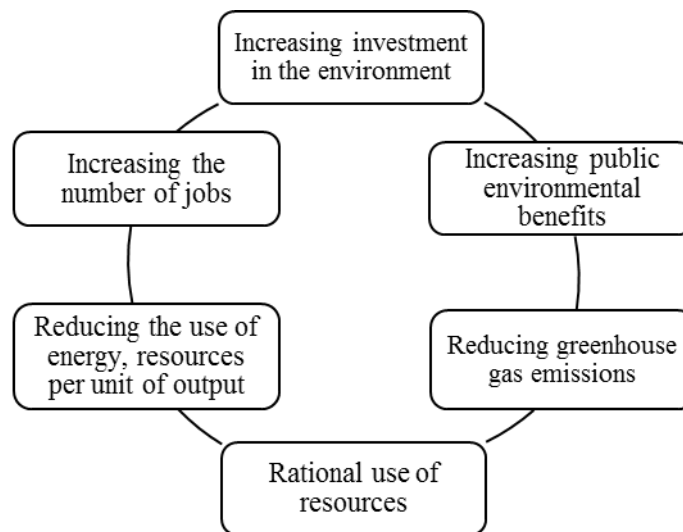 Increasing investment
in the environment
Increasing the
number of jobs
Increasing public
environmental
benefits
Reducing the use of
energy, resources
per unit of output
Reducing greenhouse
gas emissions
Rational use of
resources